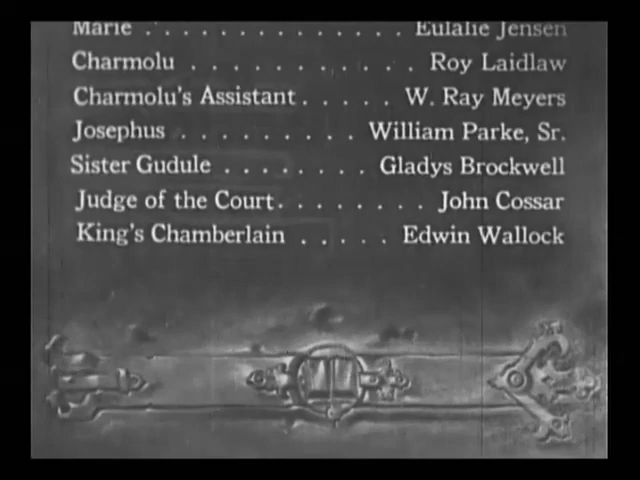 Marie . . . . . . . . . . . . . Eulalie Jensen
Charmolu . . . . . . . . . . . Roy Laidlaw
Charmolu's Assistant . . . . . W. Ray Meyers
Josephus . . . . . . . . . William Parke, Sr.
Sister Gudule . . . . . . . . Gladys Brockwell
Judge of the Court . . . . . . . . John Cossar
King's Chamberlain . . . . . Edwin Wallock